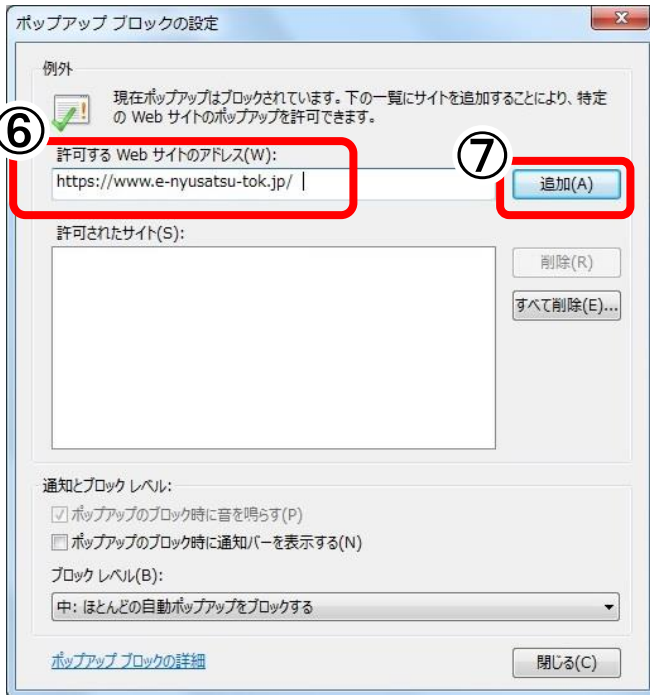 ポップアップ ブロックの設定
例外
現在ポップアップはブロックされています。下の一覧にサイトを追加することにより、特定
の Web サイトのポップアップを許可できます。
⑥
許可する Web サイトのアドレス(W):
⑦
https://www.e-nyusatsu-tok.jp/
追加(A)
許可されたサイト(S):
削除(R)
すべて削除(E)...
通知とブロック レベル:
ポップアップのブロック時に音を鳴らす(P)
ポップアップのブロック時に通知バーを表示する(N)
ブロック レベル(B):
中: ほとんどの自動ポップアップをブロックする
ポップアップ ブロックの詳細
閉じる(C)